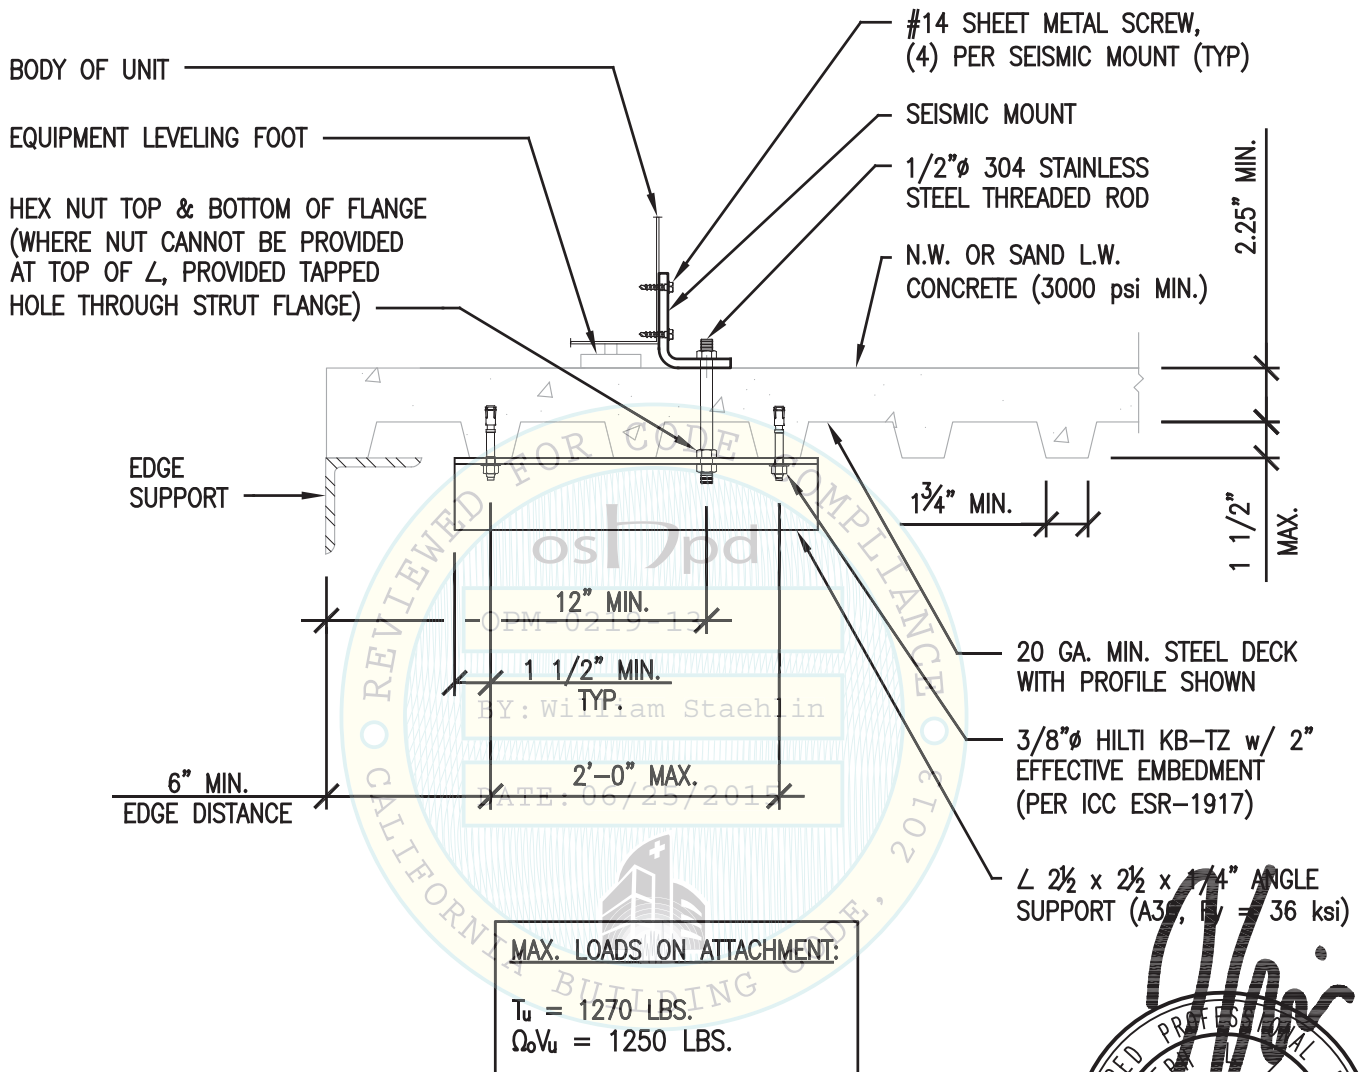 BODY OF UNIT
EQUIPMENT LEVELING FOOT
HEX NUT TOP & BOTTOM OF FLANGE
(WHERE NUT CANNOT BE PROVIDED
AT TOP OF ∠, PROVIDED TAPPED
HOLE THROUGH STRUT FLANGE)
#14 SHEET METAL SCREW,
(4) PER SEISMIC MOUNT (TYP)
SEISMIC MOUNT
1/2"ø 304 STAINLESS
STEEL THREADED ROD
N.W. OR SAND L.W.
CONCRETE (3000 psi MIN.)
2.25" MIN.
EDGE
SUPPORT
1¾" MIN.
1 1/2"
MAX.
12" MIN.
1 1/2" MIN.
TYP.
2'-0" MAX.
6" MIN.
EDGE DISTANCE
20 GA. MIN. STEEL DECK
WITH PROFILE SHOWN
3/8"ø HILTI KB-TZ w/ 2"
EFFECTIVE EMBEDMENT
(PER ICC ESR-1917)
∠ 2½ x 2½ x 1/4" ANGLE
SUPPORT (A36, Fy = 36 ksi)
MAX. LOADS ON ATTACHMENT:
Tu = 1270 LBS.
ΩoVu = 1250 LBS.
REVIEWED FOR CODE COMPLIANCE
oshpd
OPM-0219-13
BY: William Staehlin
DATE: 06/25/2015
CALIFORNIA BUILDING CODE, 2013
PROFESSIONAL